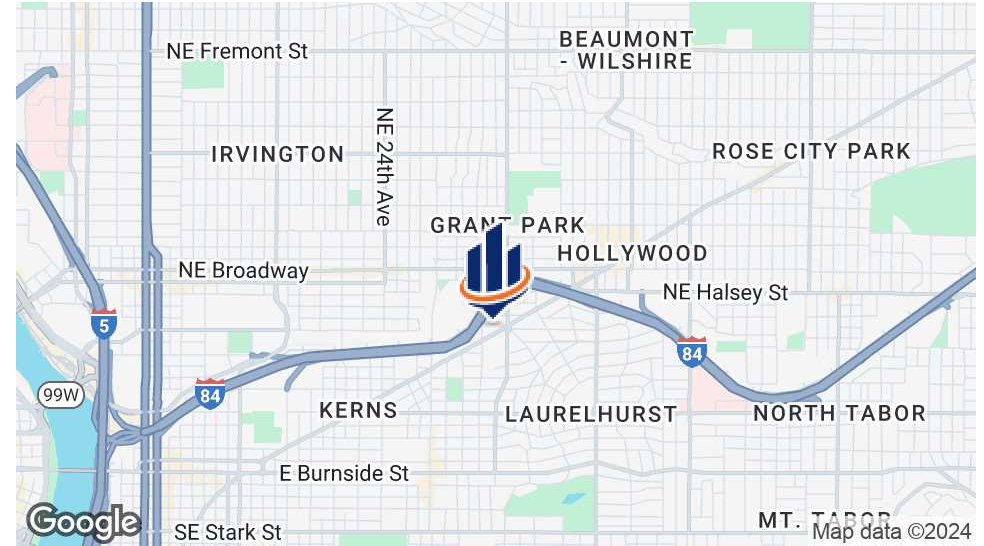 BEAUMONT
- WILSHIRE
NE Fremont St
NE 24th Ave
IRVINGTON
ROSE CITY PARK
GRANT PARK
HOLLYWOOD
NE Broadway
NE Halsey St
5
84
99W
84
KERNS
LAURELHURST
NORTH TABOR
E Burnside St
Google
SE Stark St
MT. TABOR
Map data ©2024